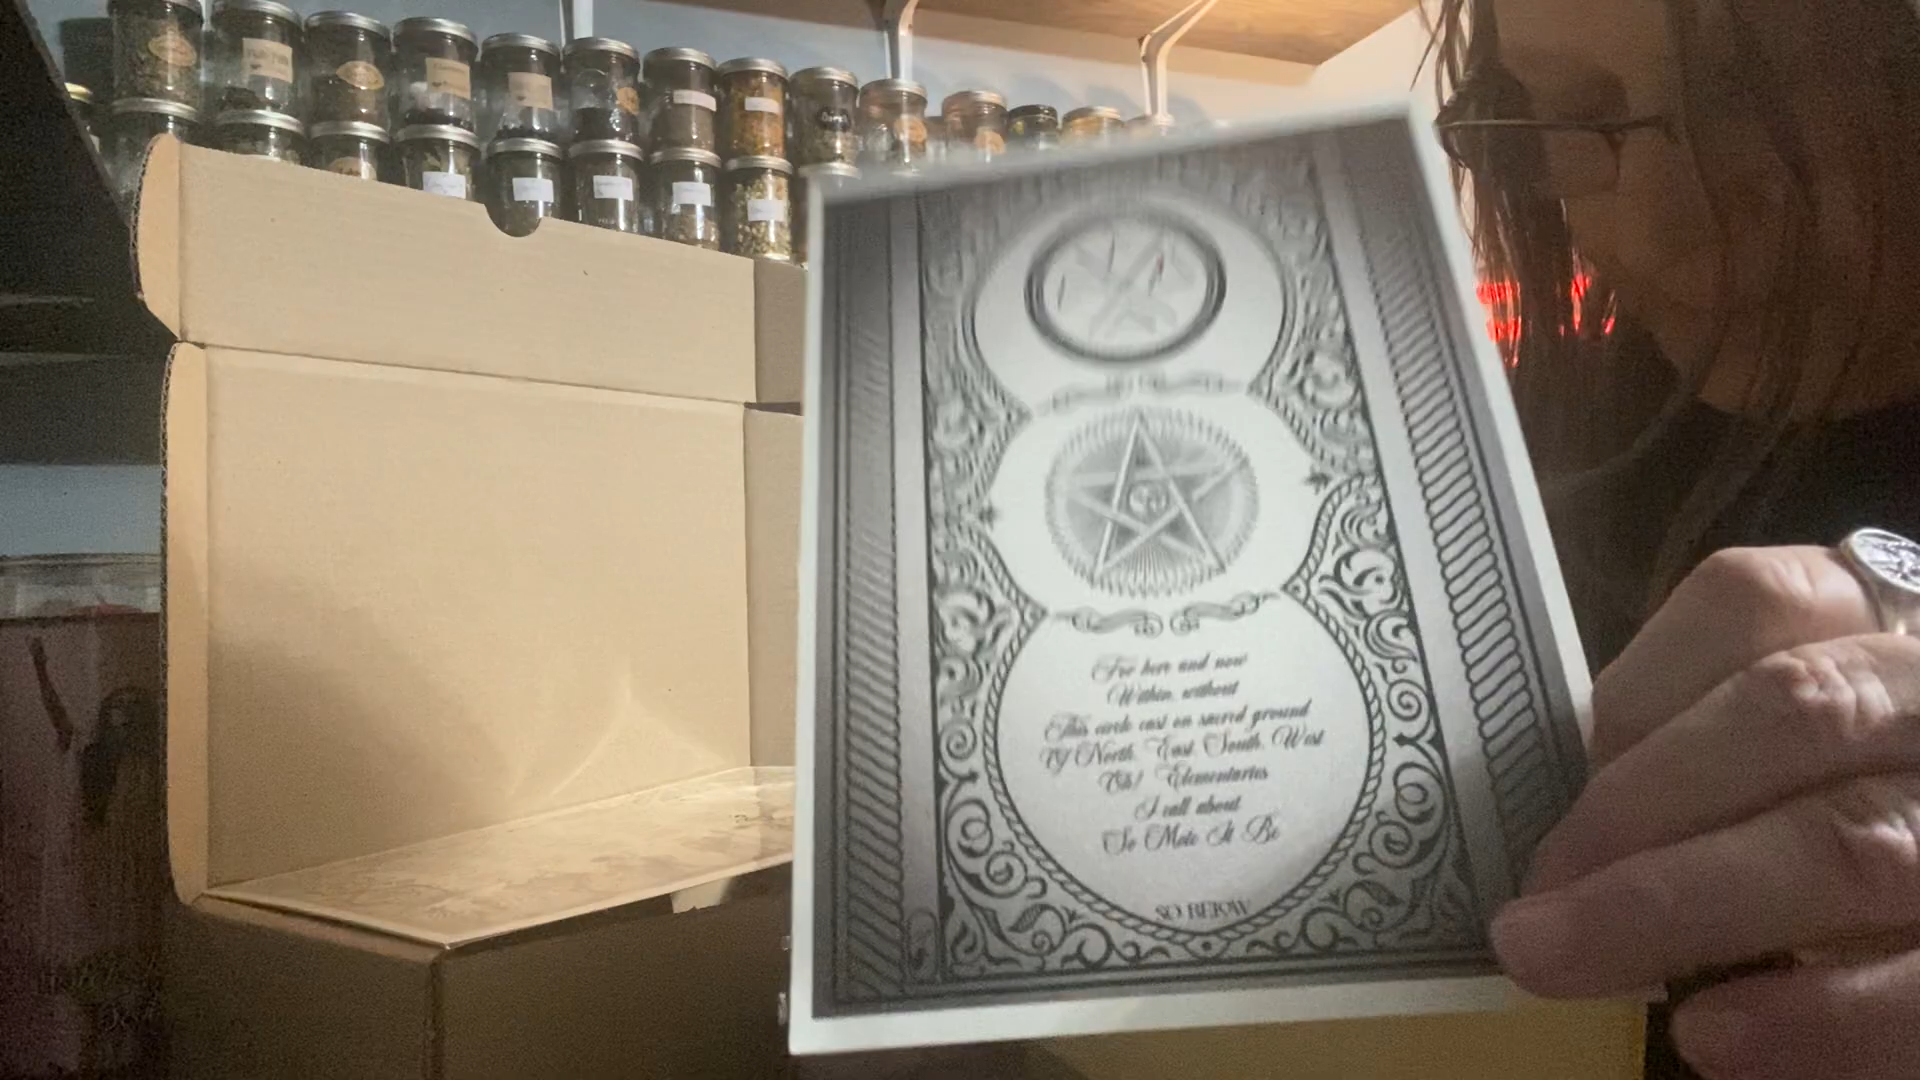 For here and now
Within, without
This circle cast on sacred ground
Of North, East, South, West
Oh! Elementaries
I call about
So Mote It Be
SO BELOW